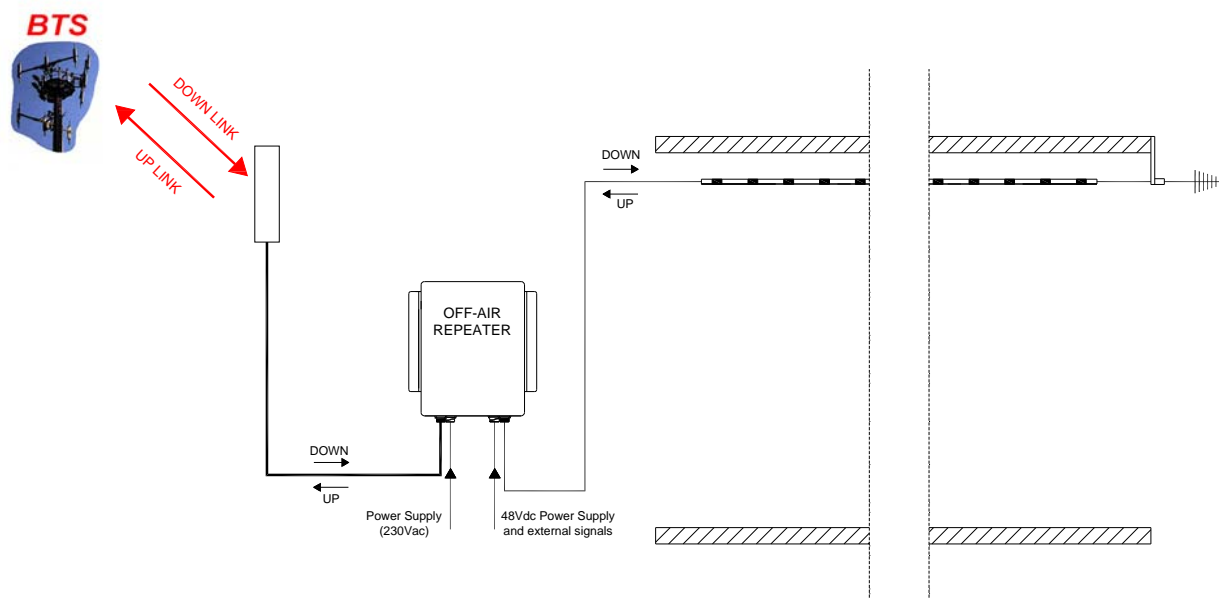 BTS
DOWN LINK
UP LINK
DOWN
UP
OFF-AIR
REPEATER
DOWN
UP
Power Supply
(230Vac)
48Vdc Power Supply
and external signals